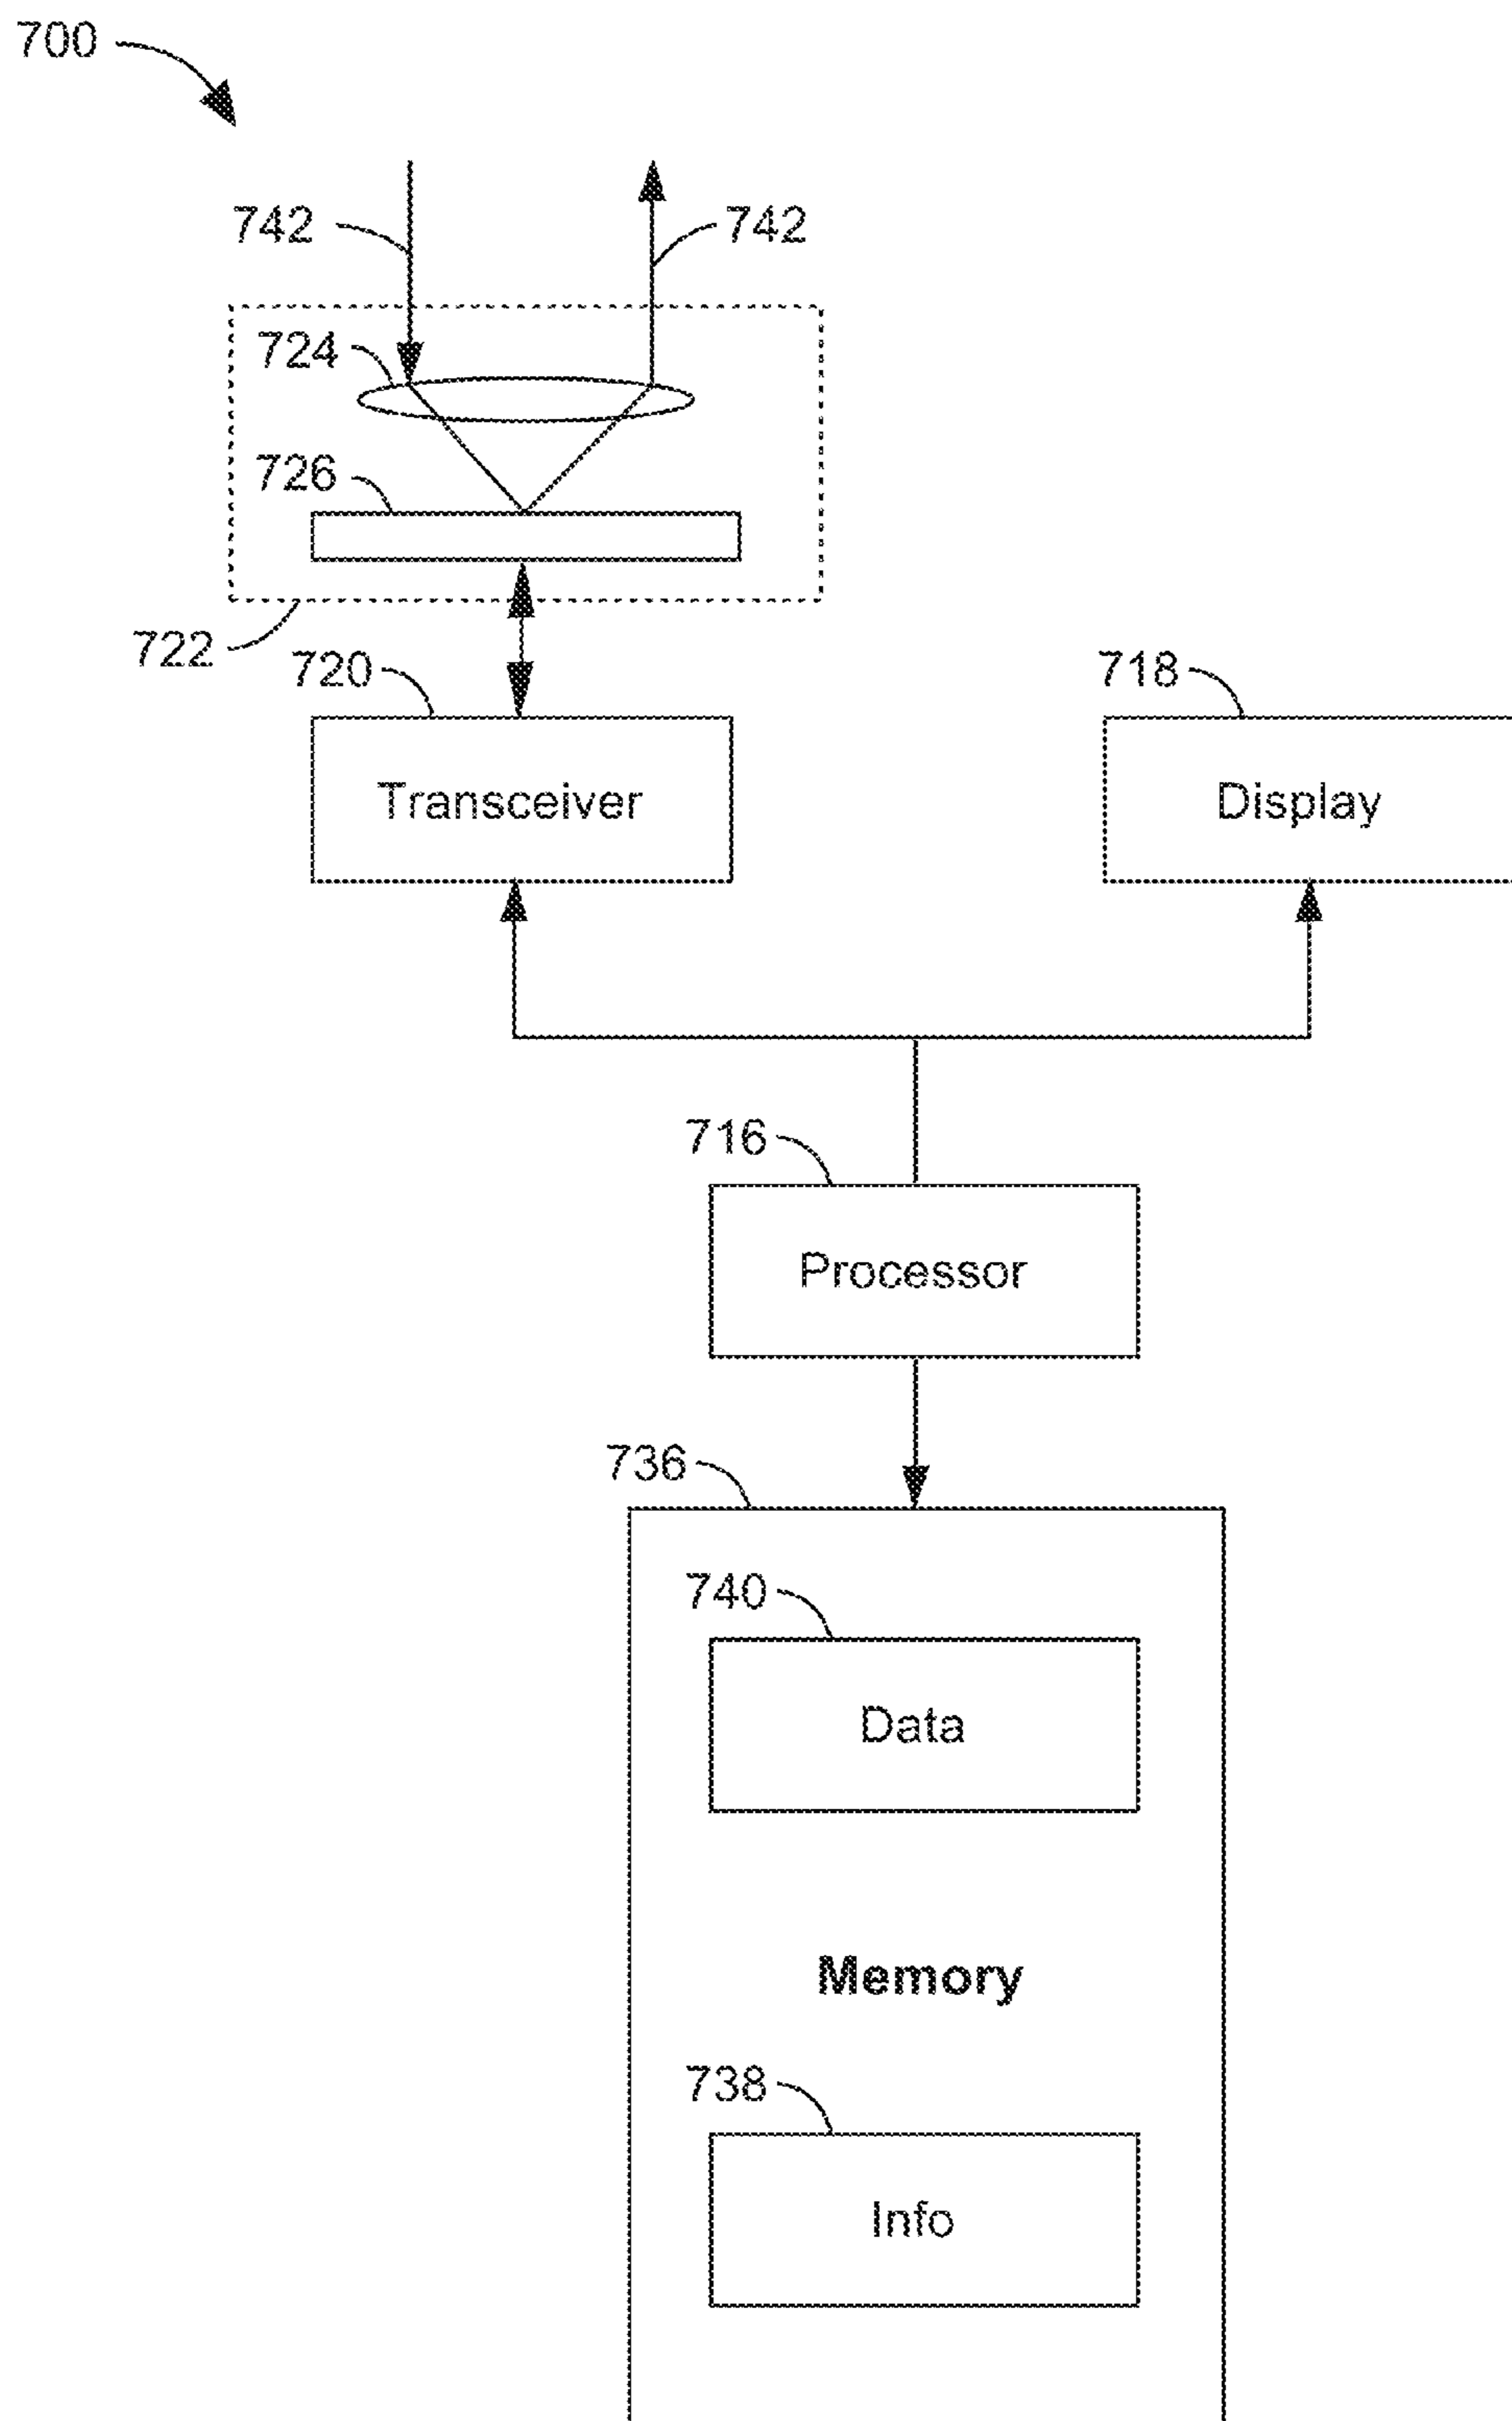 700
742
742
724
726
722
720
718
Transceiver
Display
716
Processor
736
740
Data
Memory
738
Info